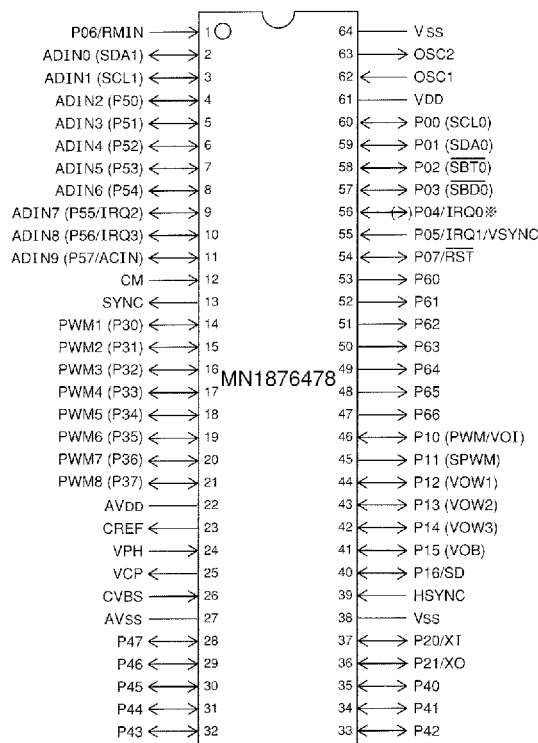 P06/RMIN 1 64 Vss
ADIN0 (SDA1) 2 63 OSC2
ADIN1 (SCL1) 3 62 OSC1
ADIN2 (P50) 4 61 VDD
ADIN3 (P51) 5 60 P00 (SCL0)
ADIN4 (P52) 6 59 P01 (SDA0)
ADIN5 (P53) 7 58 P02 (SBT0)
ADIN6 (P54) 8 57 P03 (SBD0)
ADIN7 (P55/IRQ2) 9 56 P04/IRQ0※
ADIN8 (P56/IRQ3) 10 55 P05/IRQ1/VSYNC
ADIN9 (P57/ACIN) 11 54 P07/RST
CM 12 53 P60
SYNC 13 52 P61
PWM1 (P30) 14 51 P62
PWM2 (P31) 15 50 P63
PWM3 (P32) 16 49 P64
MN1876478
PWM4 (P33) 17 48 P65
PWM5 (P34) 18 47 P66
PWM6 (P35) 19 46 P10 (PWM/VOI)
PWM7 (P36) 20 45 P11 (SPWM)
PWM8 (P37) 21 44 P12 (VOW1)
AVDD 22 43 P13 (VOW2)
CREF 23 42 P14 (VOW3)
VPH 24 41 P15 (VOB)
VCP 25 40 P16/SD
CVBS 26 39 HSYNC
AVss 27 38 Vss
P47 28 37 P20/XI
P46 29 36 P21/XO
P45 30 35 P40
P44 31 34 P41
P43 32 33 P42